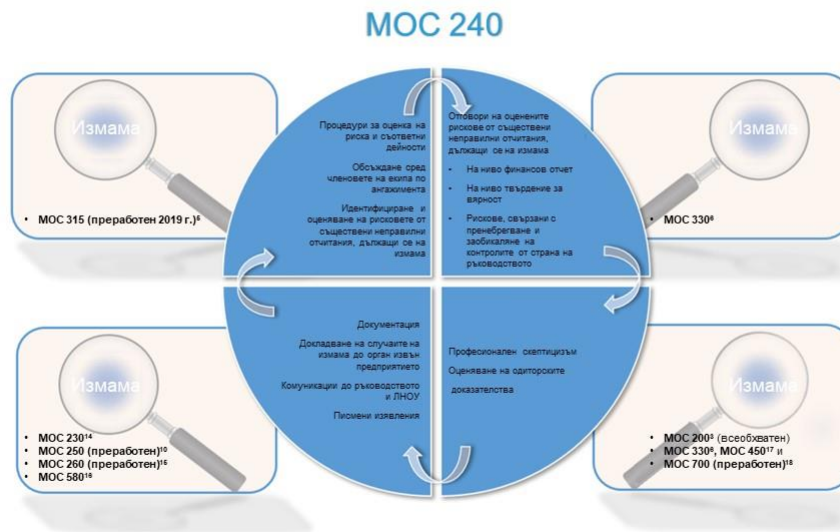 МОС 240
Измама
• МОС 315 (преработен 2019 г.)⁶
Процедури за оценка на
риска и съответни
дейности
Обсъждане сред
членовете на екипа по
ангажимента
Идентифициране и
оценяване на рисковете от
съществени неправилни
отчитания, дължащи се на
измама
Отговори на оценените
рискове от съществени
неправилни отчитания,
дължащи се на измама
• На ниво финансов отчет
• На ниво твърдение за
вярност
• Рискове, свързани с
пренебрегване и
заобикаляне на
контролите от страна на
ръководството
Измама
• МОС 330⁸
Измама
• МОС 230¹⁴
• МОС 250 (преработен)¹⁰
• МОС 260 (преработен)¹⁵
• МОС 580¹⁶
Документация
Докладване на случаите на
измама до орган извън
предприятието
Комуникации до ръководството
и ЛНОУ
Писмени изявления
Професионален скептицизъм
Оценяване на одиторските
доказателства
Измама
• МОС 200⁵ (всеобхватен)
• МОС 330⁸, МОС 450¹⁷ и
• МОС 700 (преработен)¹⁸